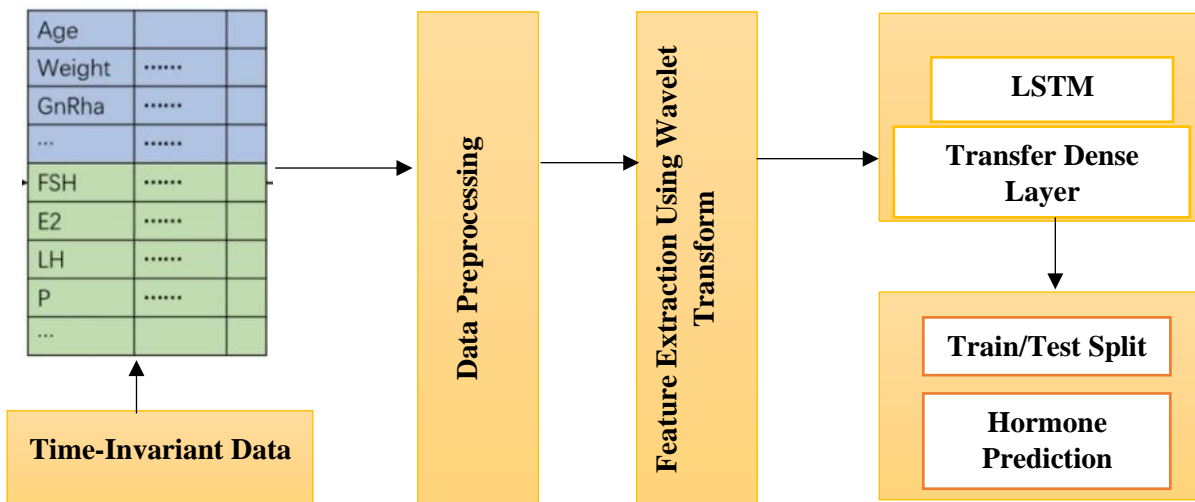 Age
Weight ······
GnRha ······
... ······
FSH ······
E2 ······
LH ······
P ······
...
Time-Invariant Data
Data Preprocessing
Feature Extraction Using Wavelet
Transform
LSTM
Transfer Dense
Layer
Train/Test Split
Hormone
Prediction